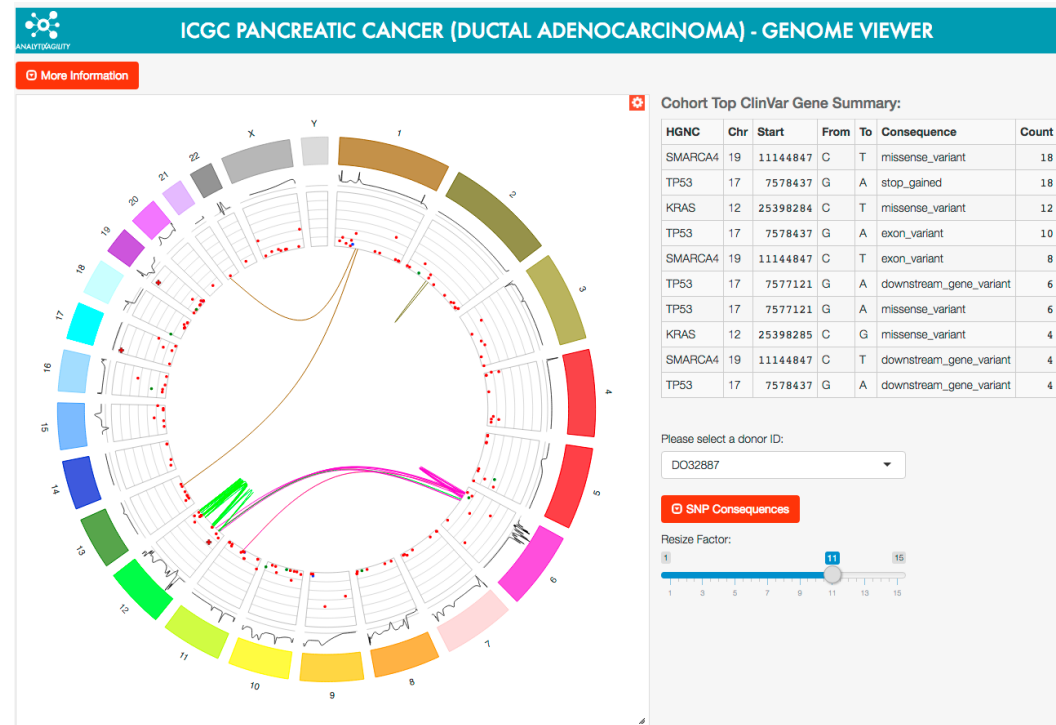 ANALYTIXAGILITY
ICGC PANCREATIC CANCER (DUCTAL ADENOCARCINOMA) - GENOME VIEWER
More Information
X
Y
1
2
3
4
5
6
7
8
9
10
11
12
13
14
15
16
17
18
19
20
21
22
Cohort Top ClinVar Gene Summary:
HGNC Chr Start From To Consequence Count
SMARCA4 19 11144847 C T missense_variant 18
TP53 17 7578437 G A stop_gained 18
KRAS 12 25398284 C T missense_variant 12
TP53 17 7578437 G A exon_variant 10
SMARCA4 19 11144847 C T exon_variant 8
TP53 17 7577121 G A downstream_gene_variant 6
TP53 17 7577121 G A missense_variant 6
KRAS 12 25398285 C G missense_variant 4
SMARCA4 19 11144847 C T downstream_gene_variant 4
TP53 17 7578437 G A downstream_gene_variant 4
Please select a donor ID:
DO32887
SNP Consequences
Resize Factor:
1 11 15
1 3 5 7 9 11 13 15